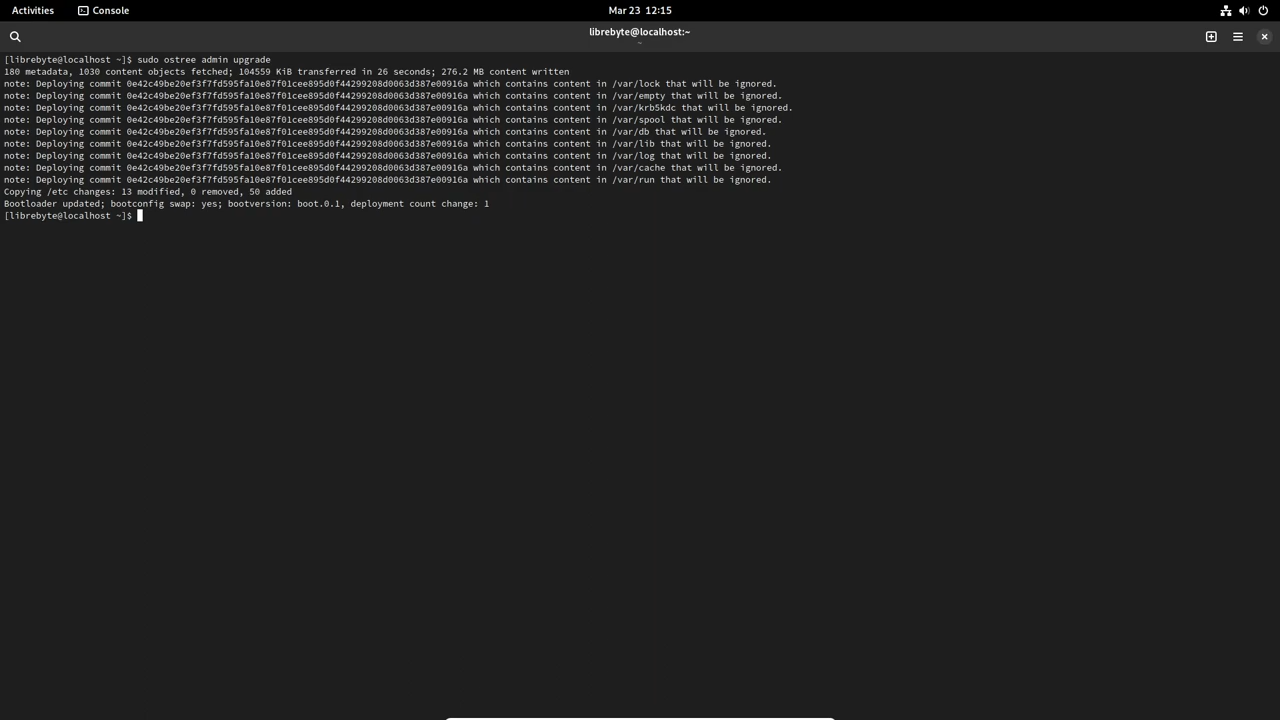 Activities Console Mar 23 12:15
librebyte@localhost:~
~
[librebyte@localhost ~]$ sudo ostree admin upgrade
180 metadata, 1030 content objects fetched; 104559 KiB transferred in 26 seconds; 276.2 MB content written
note: Deploying commit 0e42c49be20ef3f7fd595fa10e87f01cee895d0f44299208d0063d387e00916a which contains content in /var/lock that will be ignored.
note: Deploying commit 0e42c49be20ef3f7fd595fa10e87f01cee895d0f44299208d0063d387e00916a which contains content in /var/empty that will be ignored.
note: Deploying commit 0e42c49be20ef3f7fd595fa10e87f01cee895d0f44299208d0063d387e00916a which contains content in /var/krb5kdc that will be ignored.
note: Deploying commit 0e42c49be20ef3f7fd595fa10e87f01cee895d0f44299208d0063d387e00916a which contains content in /var/spool that will be ignored.
note: Deploying commit 0e42c49be20ef3f7fd595fa10e87f01cee895d0f44299208d0063d387e00916a which contains content in /var/db that will be ignored.
note: Deploying commit 0e42c49be20ef3f7fd595fa10e87f01cee895d0f44299208d0063d387e00916a which contains content in /var/lib that will be ignored.
note: Deploying commit 0e42c49be20ef3f7fd595fa10e87f01cee895d0f44299208d0063d387e00916a which contains content in /var/log that will be ignored.
note: Deploying commit 0e42c49be20ef3f7fd595fa10e87f01cee895d0f44299208d0063d387e00916a which contains content in /var/cache that will be ignored.
note: Deploying commit 0e42c49be20ef3f7fd595fa10e87f01cee895d0f44299208d0063d387e00916a which contains content in /var/run that will be ignored.
Copying /etc changes: 13 modified, 0 removed, 50 added
Bootloader updated; bootconfig swap: yes; bootversion: boot.0.1, deployment count change: 1
[librebyte@localhost ~]$